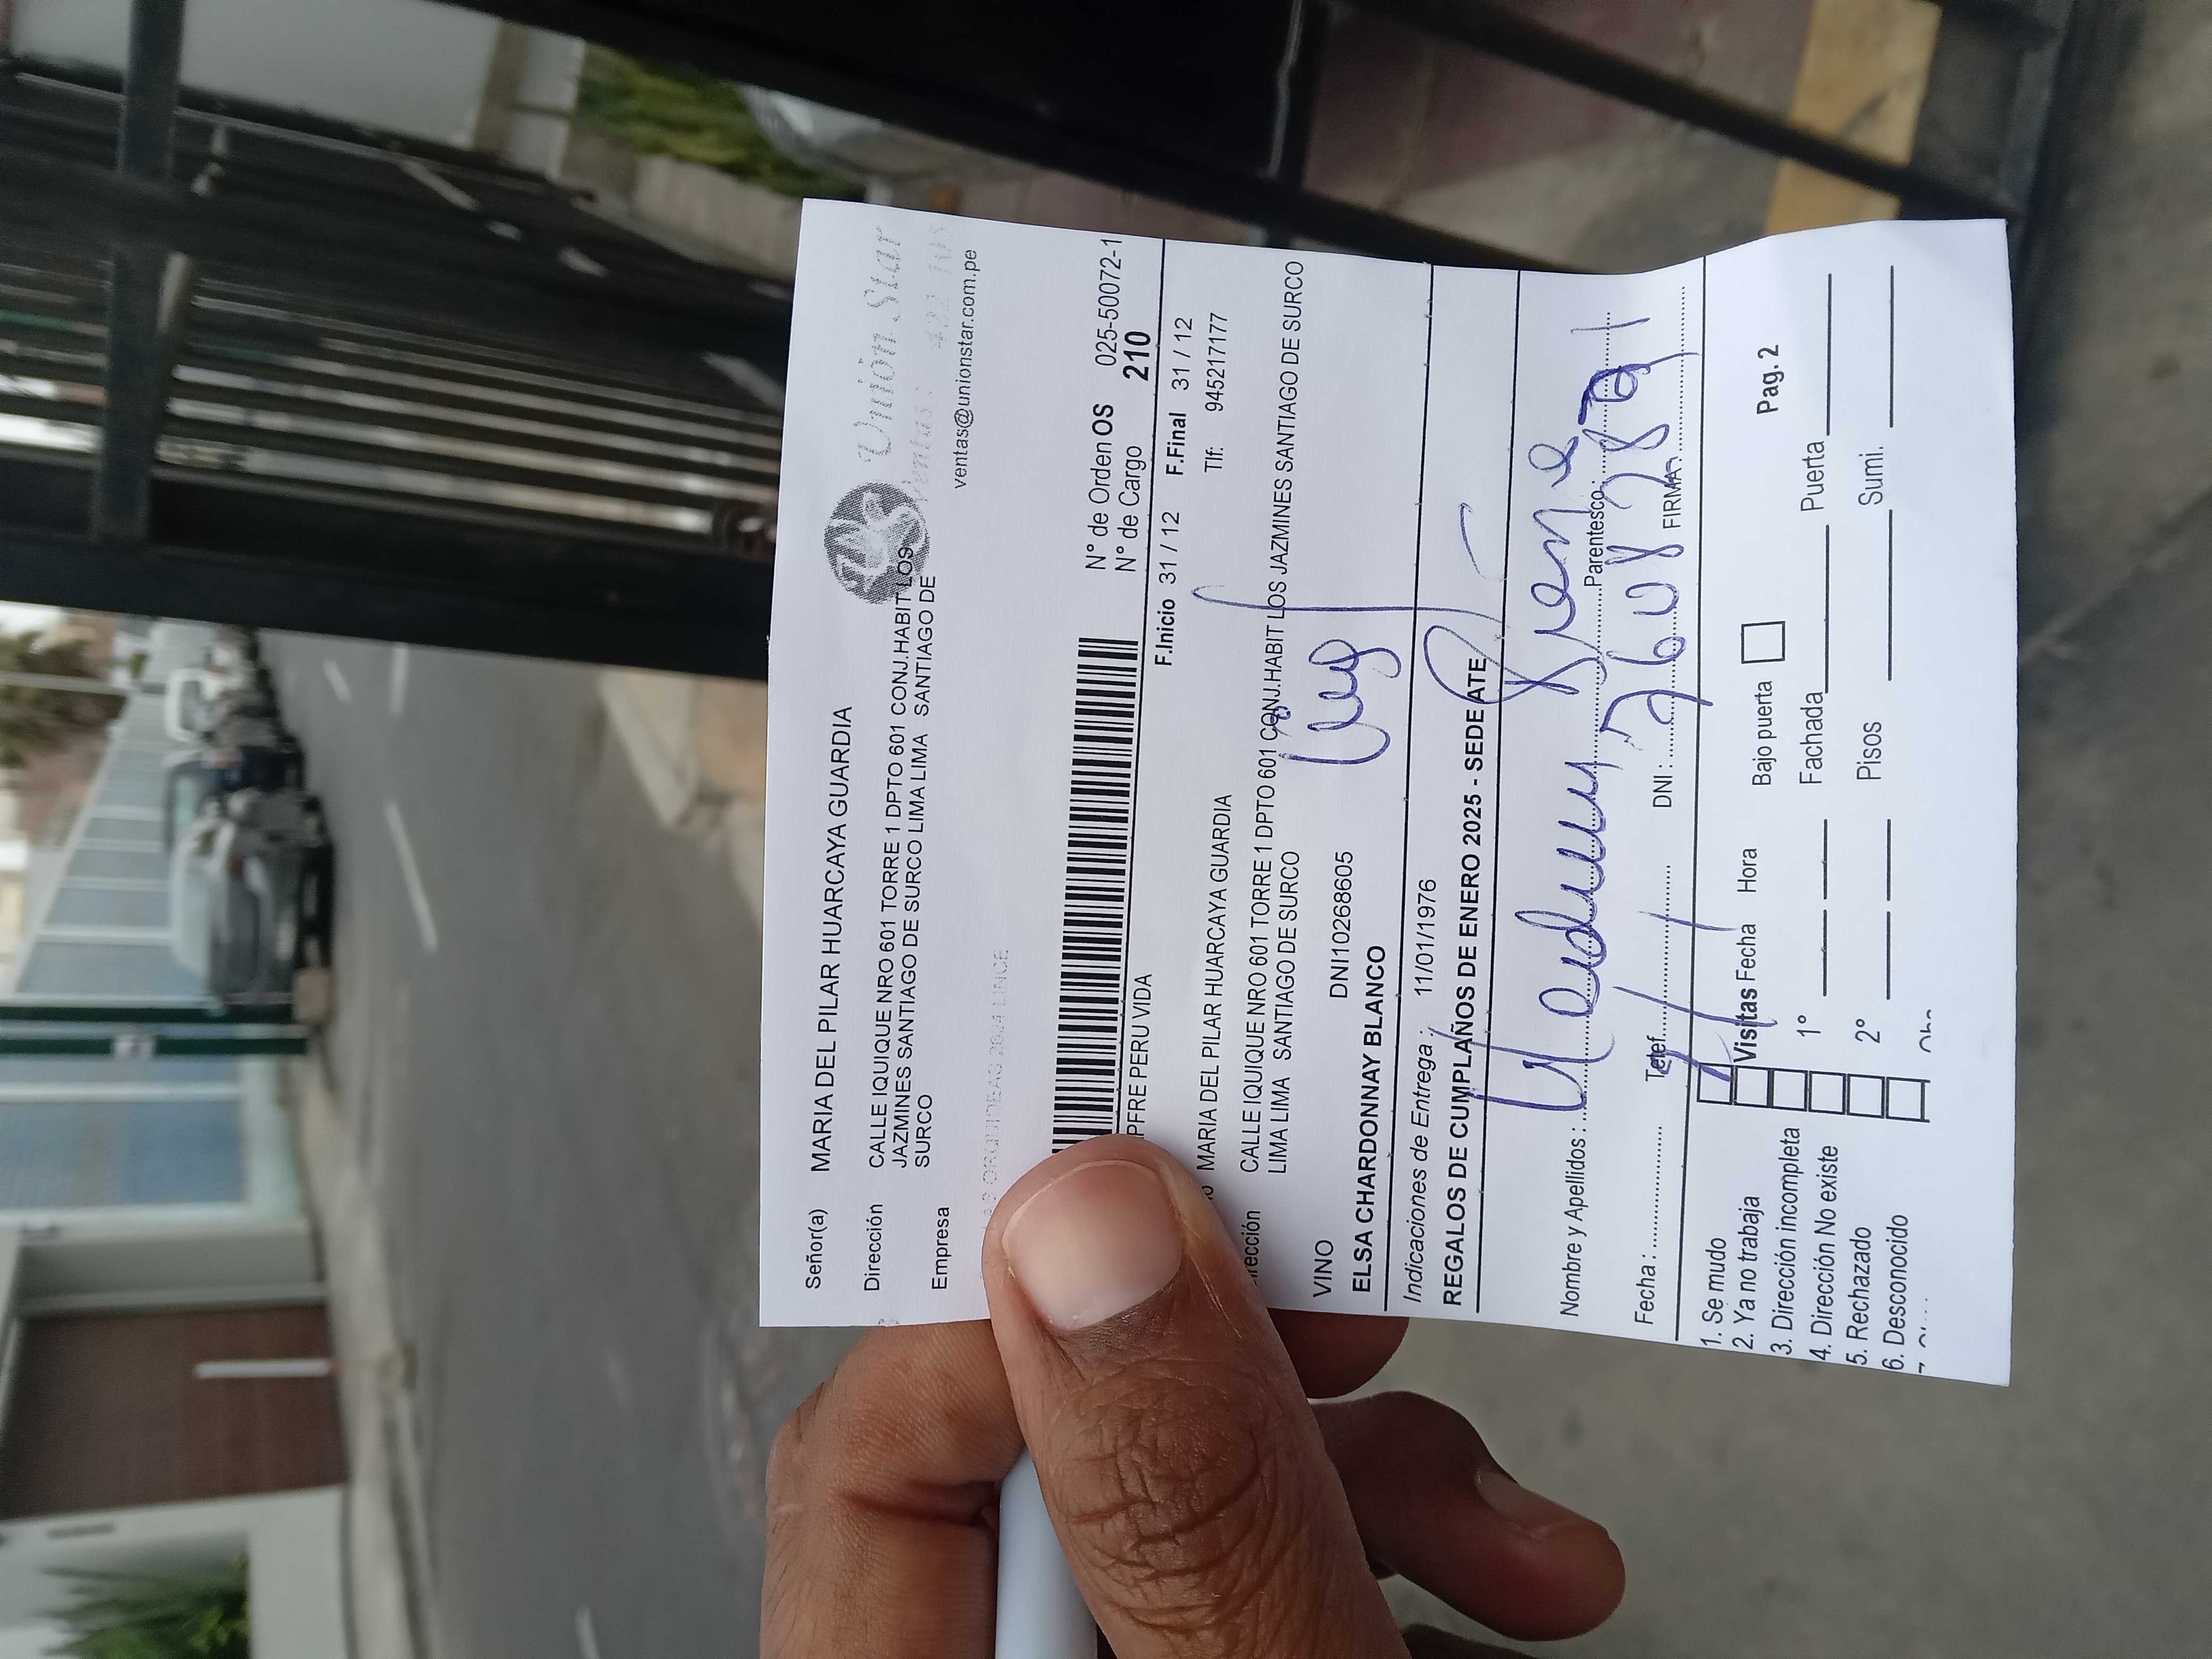 Unión Star
Ventas: 422 103
ventas@unionstar.com.pe
Señor(a) MARIA DEL PILAR HUARCAYA GUARDIA
Dirección CALLE IQUIQUE NRO 601 TORRE 1 DPTO 601 CONJ.HABIT LOS
JAZMINES SANTIAGO DE SURCO LIMA LIMA SANTIAGO DE
SURCO
Empresa
ORQUIDEAS 2824 LINCE
N° de Orden OS 025-50072-1
N° de Cargo 210
PFRE PERU VIDA F.Inicio 31 / 12 F.Final 31 / 12
MARIA DEL PILAR HUARCAYA GUARDIA Tlf: 945217177
rección CALLE IQUIQUE NRO 601 TORRE 1 DPTO 601 CONJ.HABIT LOS JAZMINES SANTIAGO DE SURCO
LIMA LIMA SANTIAGO DE SURCO
VINO DNI102688605
ELSA CHARDONNAY BLANCO
Indicaciones de Entrega : 11/01/1976
REGALOS DE CUMPLAÑOS DE ENERO 2025 - SEDE ATE
Nombre y Apellidos : Parentesco :
Fecha : Telef. DNI : FIRMA
1. Se mudo
2. Ya no trabaja Visitas Fecha Hora Bajo puerta Pag. 2
3. Dirección incompleta
4. Dirección No existe 1° Fachada Puerta
5. Rechazado
6. Desconocido 2° Pisos Sumi.